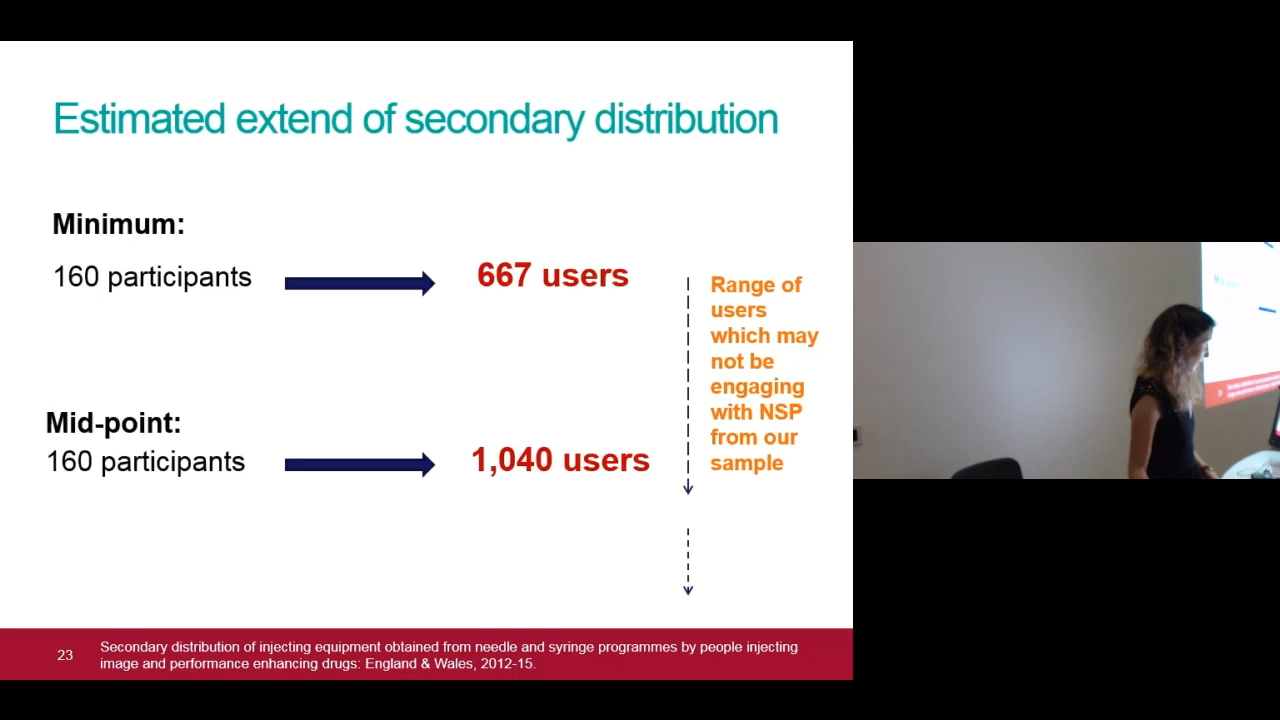 Estimated extend of secondary distribution
Minimum:
160 participants
667 users
Range of
users
which may
not be
engaging
with NSP
from our
sample
Mid-point:
160 participants
1,040 users
23
Secondary distribution of injecting equipment obtained from needle and syringe programmes by people injecting
image and performance enhancing drugs: England & Wales, 2012-15.